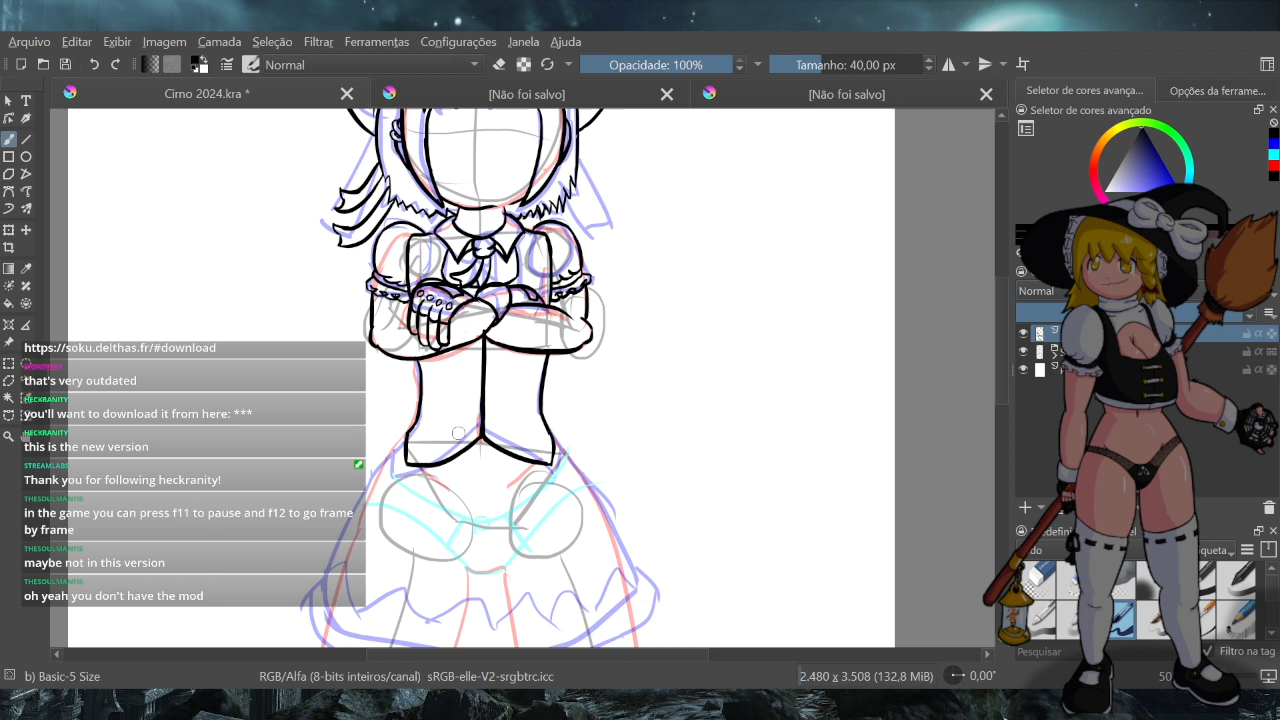 Arquivo Editar Exibir Imagem Camada Seleção Filtrar Ferramentas Configurações Janela Ajuda
Normal Opacidade: 100% Tamanho: 40,00 px
Cirno 2024.kra * [Não foi salvo] [Não foi salvo]
Seletor de cores avança... Opções da ferrame...
Seletor de cores avançado
Normal
https://soku.delthas.fr/#download
that's very outdated
HECKRANITY
you'll want to download it from here: ***
HECKRANITY
this is the new version
STREAMLABS
Thank you for following heckranity!
THESOULMANTIS
in the game you can press f11 to pause and f12 to go frame
by frame
THESOULMANTIS
maybe not in this version
THESOULMANTIS
oh yeah you don't have the mod
Pesquisar Filtro na tag
b) Basic-5 Size RGB/Alfa (8-bits inteiros/canal) sRGB-elle-V2-srgbtrc.icc 2.480 x 3.508 (132,8 MiB) 0,00° 50